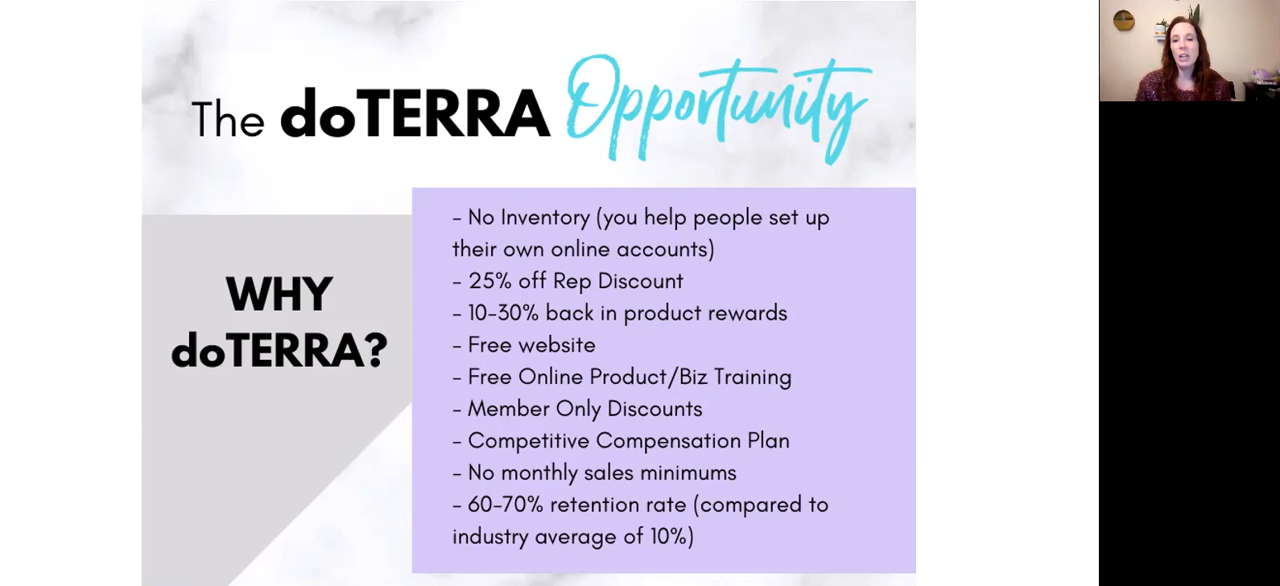 The doTERRA Opportunity
WHY
doTERRA?
- No Inventory (you help people set up
their own online accounts)
- 25% off Rep Discount
- 10-30% back in product rewards
- Free website
- Free Online Product/Biz Training
- Member Only Discounts
- Competitive Compensation Plan
- No monthly sales minimums
- 60-70% retention rate (compared to
industry average of 10%)